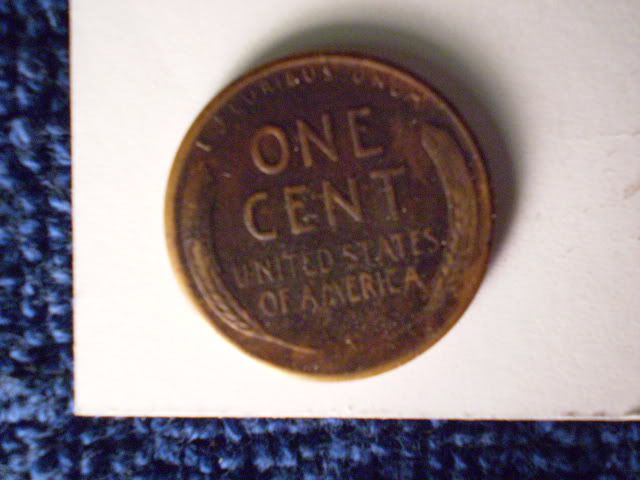 E PLURIBUS UNUM
ONE
CENT
UNITED STATES
OF AMERICA